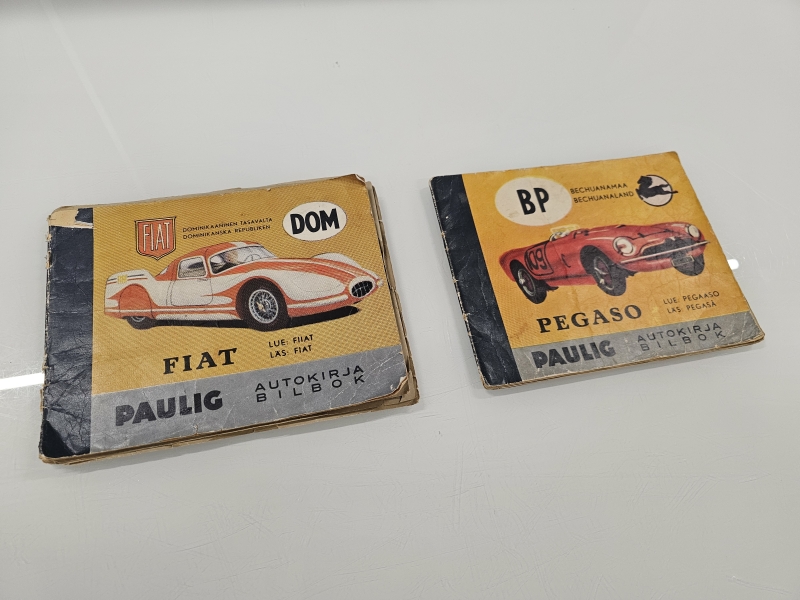 FIAT
DOMINIKAANINEN TASAVALTA
DOMINIKANSKA REPUBLIKEN
DOM
FIAT
LUE: FIIAT
LÄS: FIAT
PAULIG
AUTOKIRJA
BILBOK
BP
BECHUANAMAA
BECHUANALAND
109
PEGASO
LUE: PEGAASO
LÄS: PEGASÅ
PAULIG
AUTOKIRJA
BILBOK